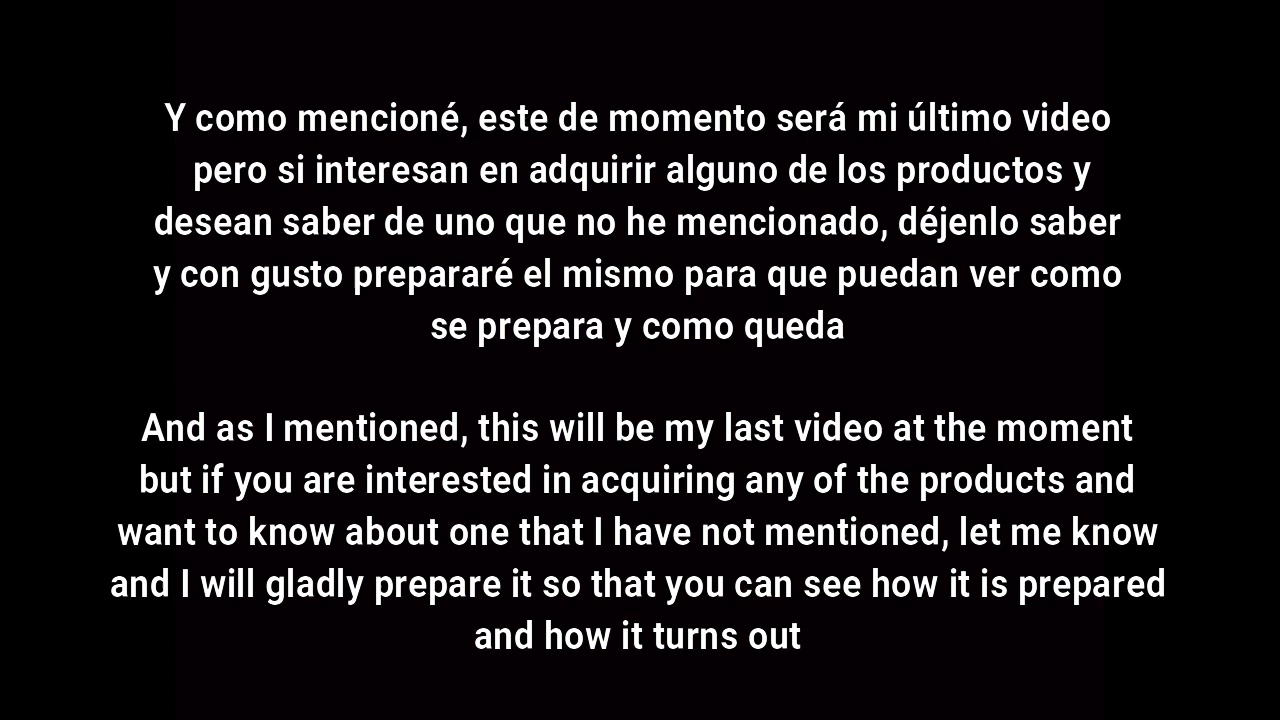 Y como mencioné, este de momento será mi último video
pero si interesan en adquirir alguno de los productos y
desean saber de uno que no he mencionado, déjenlo saber
y con gusto prepararé el mismo para que puedan ver como
se prepara y como queda
And as I mentioned, this will be my last video at the moment
but if you are interested in acquiring any of the products and
want to know about one that I have not mentioned, let me know
and I will gladly prepare it so that you can see how it is prepared
and how it turns out